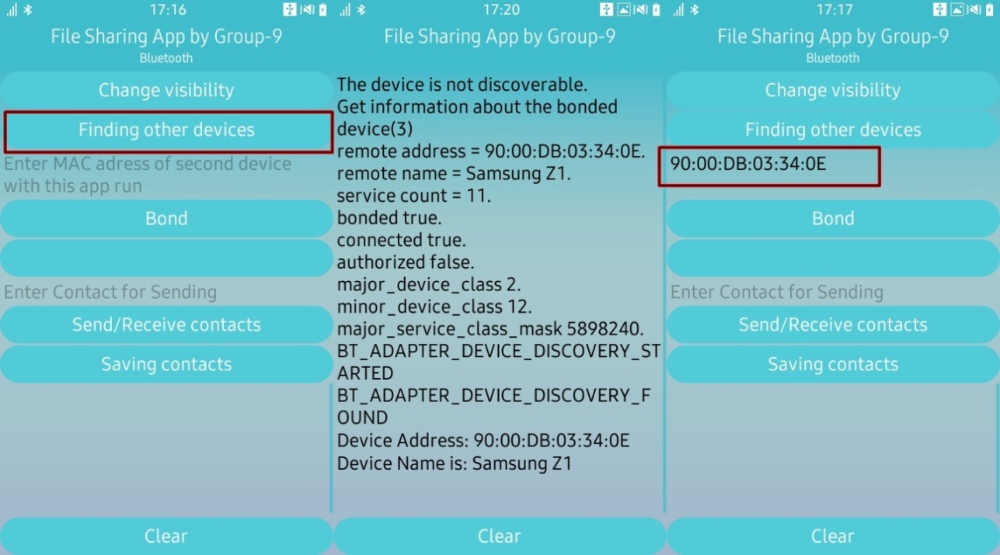 17:16
File Sharing App by Group-9
Bluetooth
Change visibility
Finding other devices
Enter MAC adress of second device
with this app run
Bond
Enter Contact for Sending
Send/Receive contacts
Saving contacts
Clear
17:20
File Sharing App by Group-9
The device is not discoverable.
Get information about the bonded
device(3)
remote address = 90:00:DB:03:34:0E.
remote name = Samsung Z1.
service count = 11.
bonded true.
connected true.
authorized false.
major_device_class 2.
minor_device_class 12.
major_service_class_mask 5898240.
BT_ADAPTER_DEVICE_DISCOVERY_ST
ARTED
BT_ADAPTER_DEVICE_DISCOVERY_F
OUND
Device Address: 90:00:DB:03:34:0E
Device Name is: Samsung Z1
Clear
17:17
File Sharing App by Group-9
Bluetooth
Change visibility
Finding other devices
90:00:DB:03:34:0E
Bond
Enter Contact for Sending
Send/Receive contacts
Saving contacts
Clear